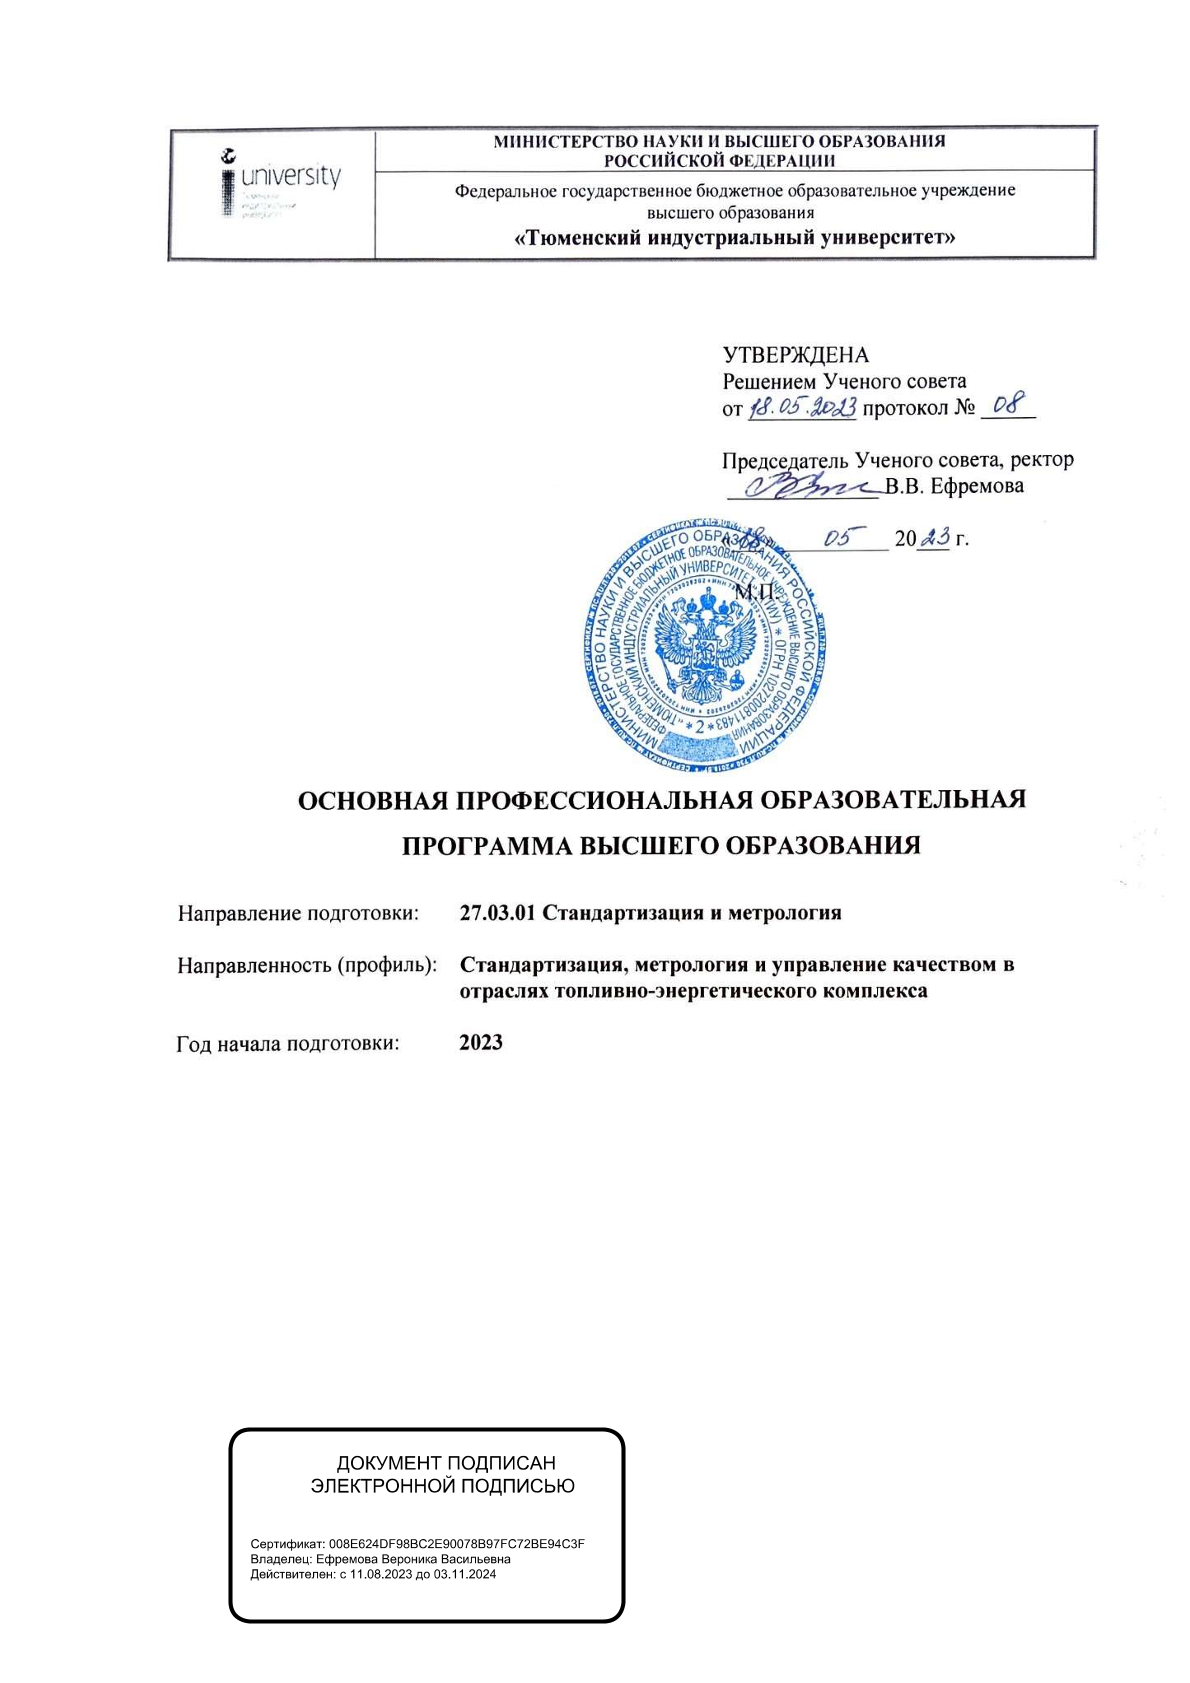 university
Тюменский
индустриальный
университет
МИНИСТЕРСТВО НАУКИ И ВЫСШЕГО ОБРАЗОВАНИЯ
РОССИЙСКОЙ ФЕДЕРАЦИИ
Федеральное государственное бюджетное образовательное учреждение
высшего образования
«Тюменский индустриальный университет»
УТВЕРЖДЕНА
Решением Ученого совета
от 18.05.2023 протокол № 08
Председатель Ученого совета, ректор
В.В. Ефремова
«18» 05 2023 г.
М.П.
МИНИСТЕРСТВО НАУКИ И ВЫСШЕГО ОБРАЗОВАНИЯ РОССИЙСКОЙ ФЕДЕРАЦИИ
ФЕДЕРАЛЬНОЕ ГОСУДАРСТВЕННОЕ БЮДЖЕТНОЕ ОБРАЗОВАТЕЛЬНОЕ УЧРЕЖДЕНИЕ ВЫСШЕГО ОБРАЗОВАНИЯ
"ТЮМЕНСКИЙ ИНДУСТРИАЛЬНЫЙ УНИВЕРСИТЕТ" (ТИУ) * ОГРН 1027200811483 * 2 *
ОСНОВНАЯ ПРОФЕССИОНАЛЬНАЯ ОБРАЗОВАТЕЛЬНАЯ
ПРОГРАММА ВЫСШЕГО ОБРАЗОВАНИЯ
Направление подготовки: 27.03.01 Стандартизация и метрология
Направленность (профиль): Стандартизация, метрология и управление качеством в
отраслях топливно-энергетического комплекса
Год начала подготовки: 2023
ДОКУМЕНТ ПОДПИСАН
ЭЛЕКТРОННОЙ ПОДПИСЬЮ
Сертификат: 008E624DF98BC2E90078B97FC72BE94C3F
Владелец: Ефремова Вероника Васильевна
Действителен: с 11.08.2023 до 03.11.2024